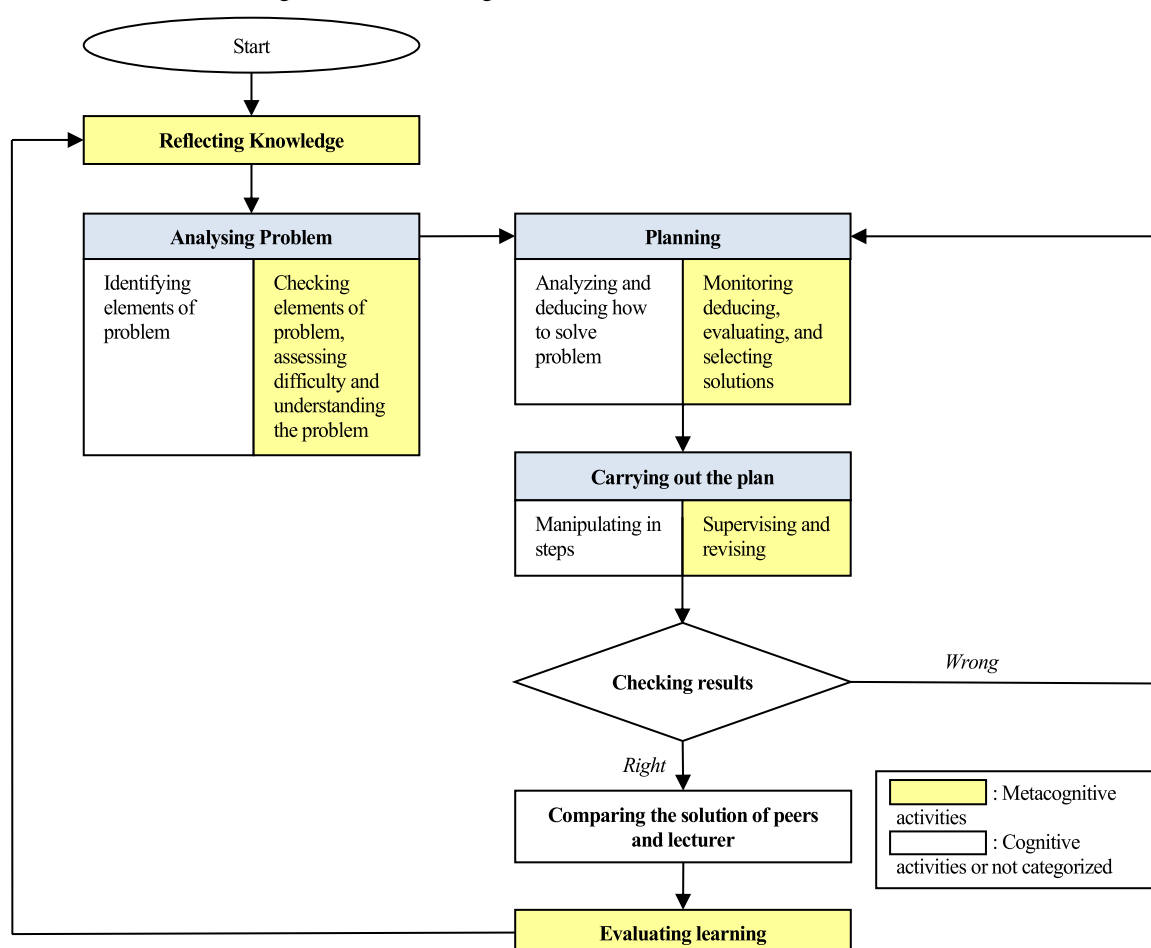 Start
Reflecting Knowledge
Analysing Problem
Identifying
elements of
problem
Checking
elements of
problem,
assessing
difficulty and
understanding
the problem
Planning
Analyzing and
deducing how
to solve
problem
Monitoring
deducing,
evaluating, and
selecting
solutions
Carrying out the plan
Manipulating in
steps
Supervising and
revising
Checking results
Wrong
Right
Comparing the solution of peers
and lecturer
: Metacognitive
activities
: Cognitive
activities or not categorized
Evaluating learning